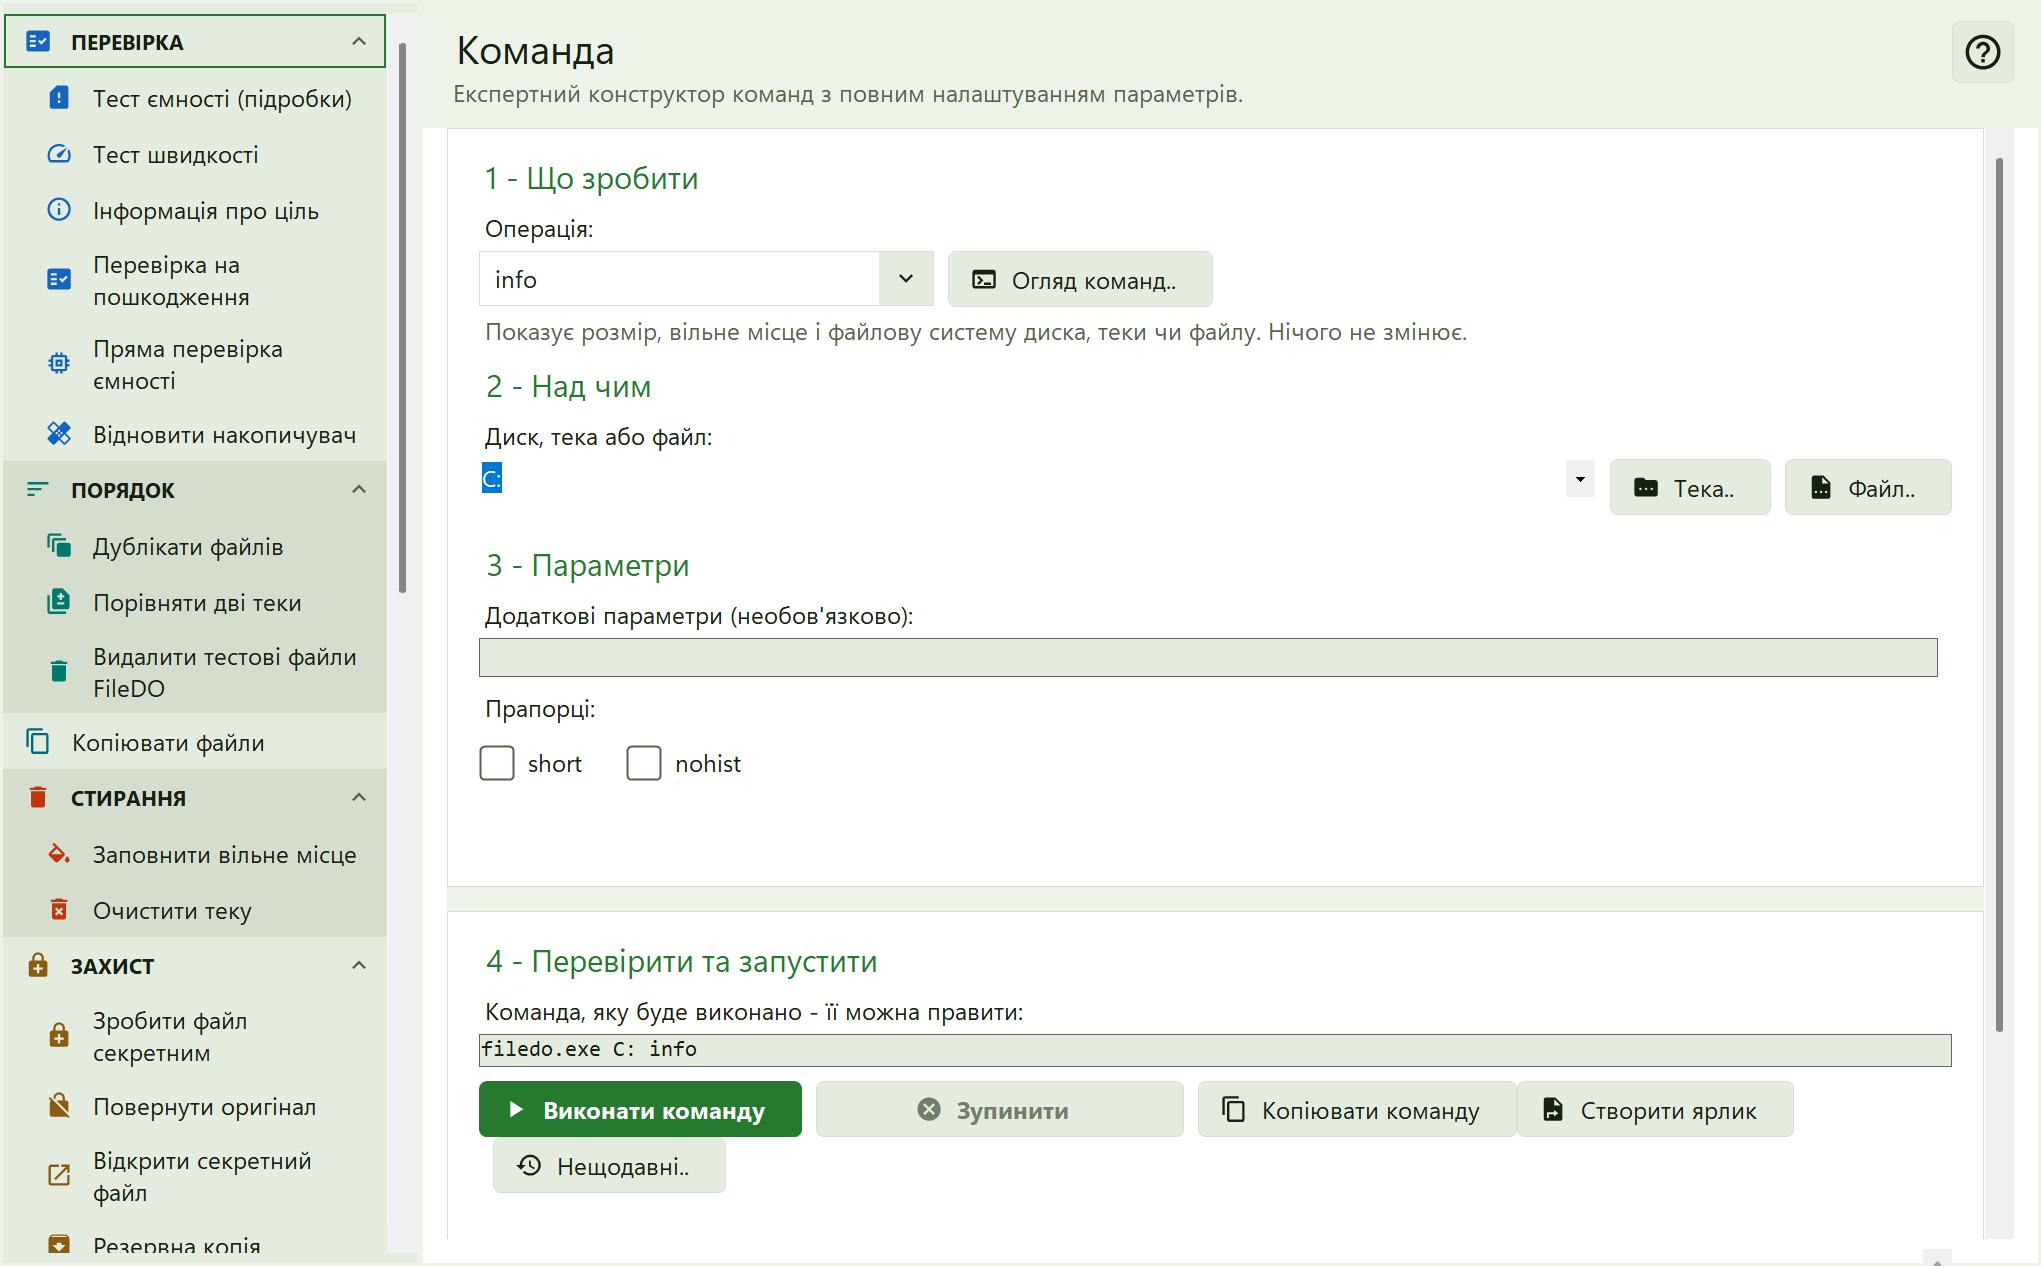 ПЕРЕВІРКА
Тест ємності (підробки)
Тест швидкості
Інформація про ціль
Перевірка на
пошкодження
Пряма перевірка
ємності
Відновити накопичувач
ПОРЯДОК
Дублікати файлів
Порівняти дві теки
Видалити тестові файли
FileDO
Копіювати файли
СТИРАННЯ
Заповнити вільне місце
Очистити теку
ЗАХИСТ
Зробити файл
секретним
Повернути оригінал
Відкрити секретний
файл
Резервна копія
Команда
Експертний конструктор команд з повним налаштуванням параметрів.
1 - Що зробити
Операція:
info
Огляд команд..
Показує розмір, вільне місце і файлову систему диска, теки чи файлу. Нічого не змінює.
2 - Над чим
Диск, тека або файл:
C:
Тека..
Файл..
3 - Параметри
Додаткові параметри (необов'язково):
Прапорці:
short
nohist
4 - Перевірити та запустити
Команда, яку буде виконано - її можна правити:
filedo.exe C: info
Виконати команду
Зупинити
Копіювати команду
Створити ярлик
Нещодавні..